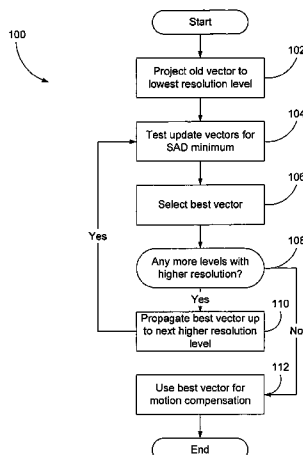 Start
100
102
Project old vector to
lowest resolution level
104
Test update vectors for
SAD minimum
106
Select best vector
Yes
108
Any more levels with
higher resolution?
Yes
110
Propagate best vector up
to next higher resolution
level
No
112
Use best vector for
motion compensation
End